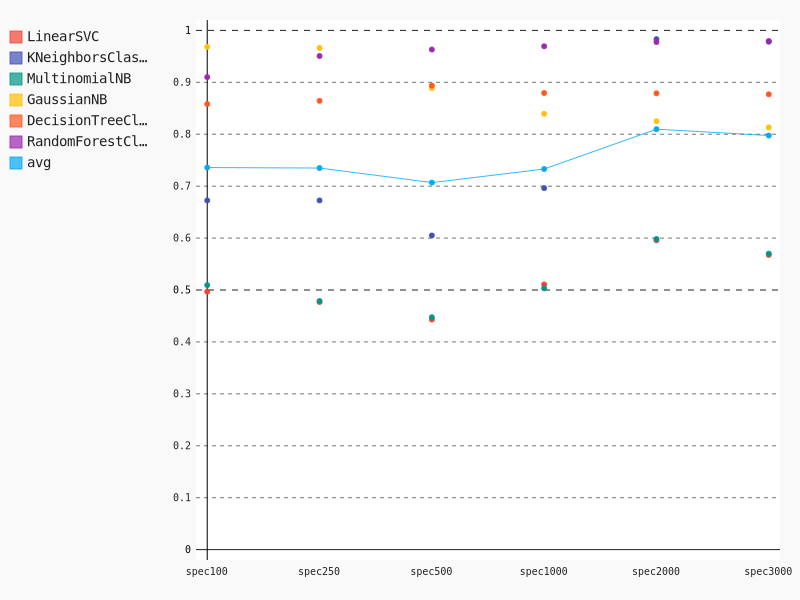 LinearSVC
KNeighborsClas…
MultinomialNB
GaussianNB
DecisionTreeCl…
RandomForestCl…
avg
1
0.9
0.8
0.7
0.6
0.5
0.4
0.3
0.2
0.1
0
spec100 spec250 spec500 spec1000 spec2000 spec3000